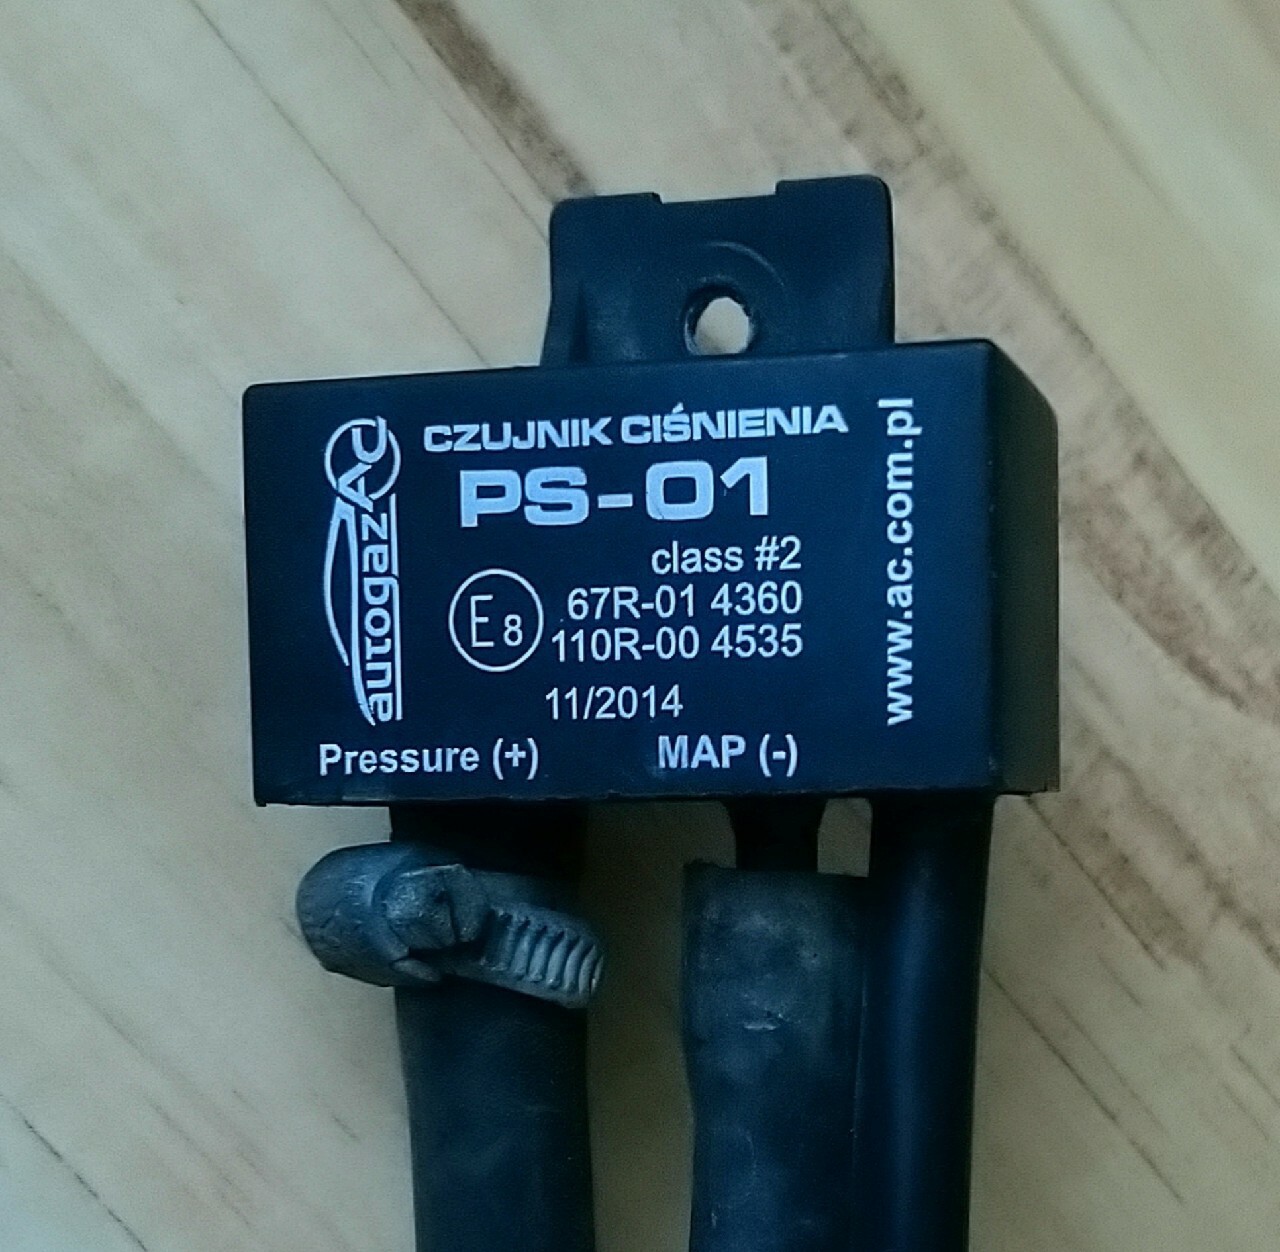 AC
autogaz
CZUJNIK CIŚNIENIA
PS-01
class #2
E8
67R-01 4360
110R-00 4535
11/2014
Pressure (+)
MAP (-)
www.ac.com.pl